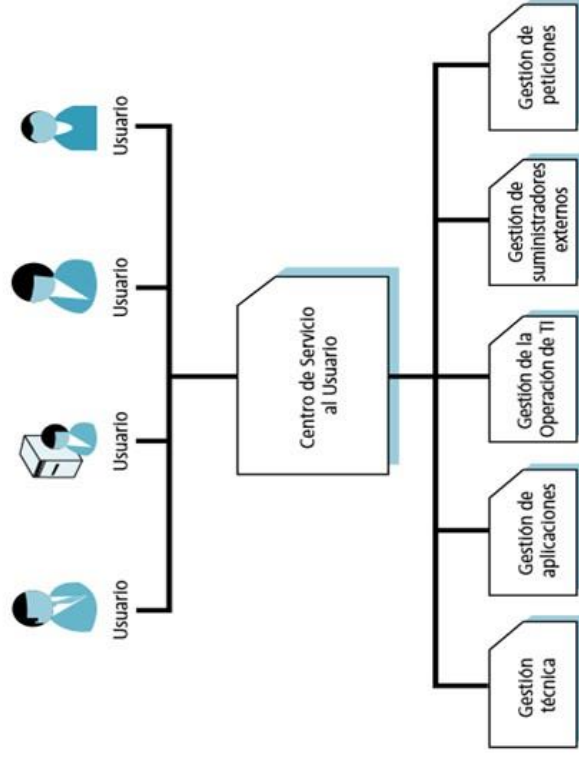 Usuario
Usuario
Usuario
Usuario
Centro de Servicio
al Usuario
Gestión
técnica
Gestión de
aplicaciones
Gestión de la
Operación de TI
Gestión de
suministradores
externos
Gestión de
peticiones